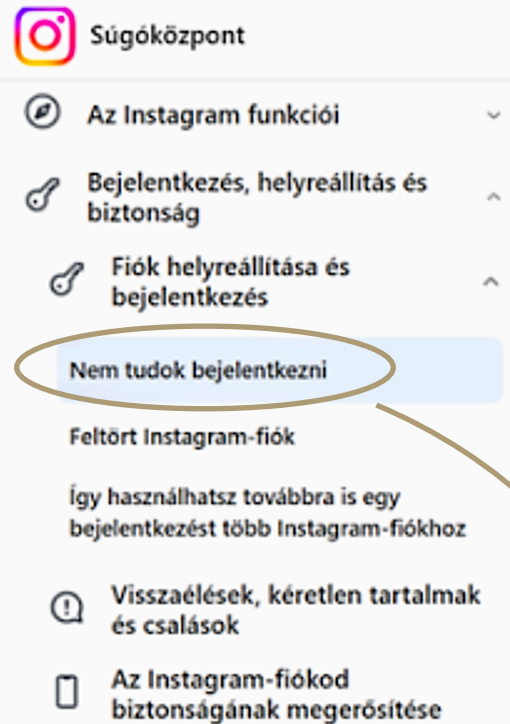 Súgóközpont
Az Instagram funkciói
Bejelentkezés, helyreállítás és
biztonság
Fiók helyreállítása és
bejelentkezés
Nem tudok bejelentkezni
Feltört Instagram-fiók
Így használhatsz továbbra is egy
bejelentkezést több Instagram-fiókhoz
Visszaélések, kéretlen tartalmak
és csalások
Az Instagram-fiókod
biztonságának megerősítése